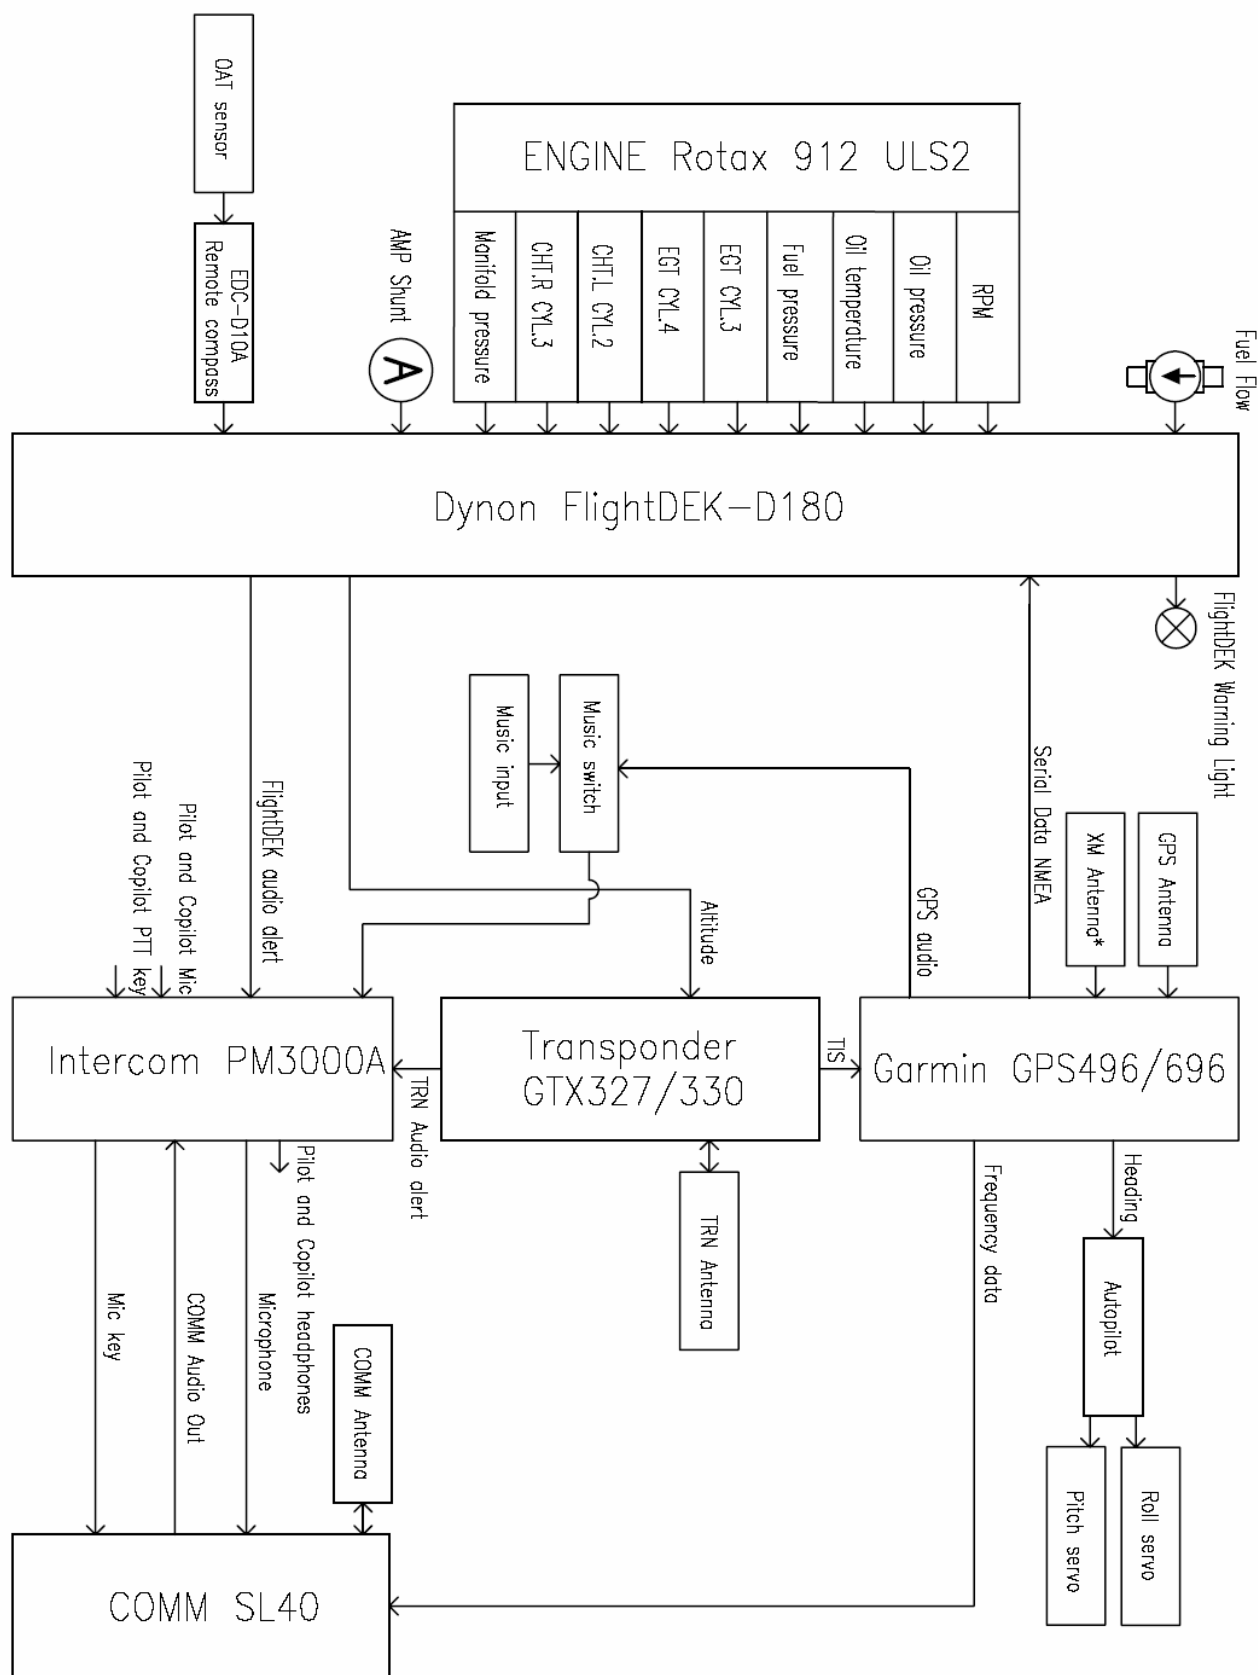 OAT sensor
EDC-D10A
Remote compass
AMP Shunt
A
ENGINE Rotax 912 ULS2
Manifold pressure
CHT.R CYL.3
CHT.L CYL.2
EGT CYL.4
EGT CYL.3
Fuel pressure
Oil temperature
Oil pressure
RPM
Fuel Flow
Dynon FlightDEK-D180
FlightDEK Warning Light
Music input
Music switch
Serial Data NMEA
XM Antenna*
GPS Antenna
Pilot and Copilot PTT key
Pilot and Copilot Mic
FlightDEK audio alert
Altitude
GPS audio
Intercom PM3000A
TRN Audio alert
Transponder
GTX327/330
TIS
Garmin GPS496/696
Mic key
COMM Audio Out
Microphone
Pilot and Copilot headphones
COMM Antenna
TRN Antenna
Frequency data
Heading
Autopilot
Pitch servo
Roll servo
COMM SL40